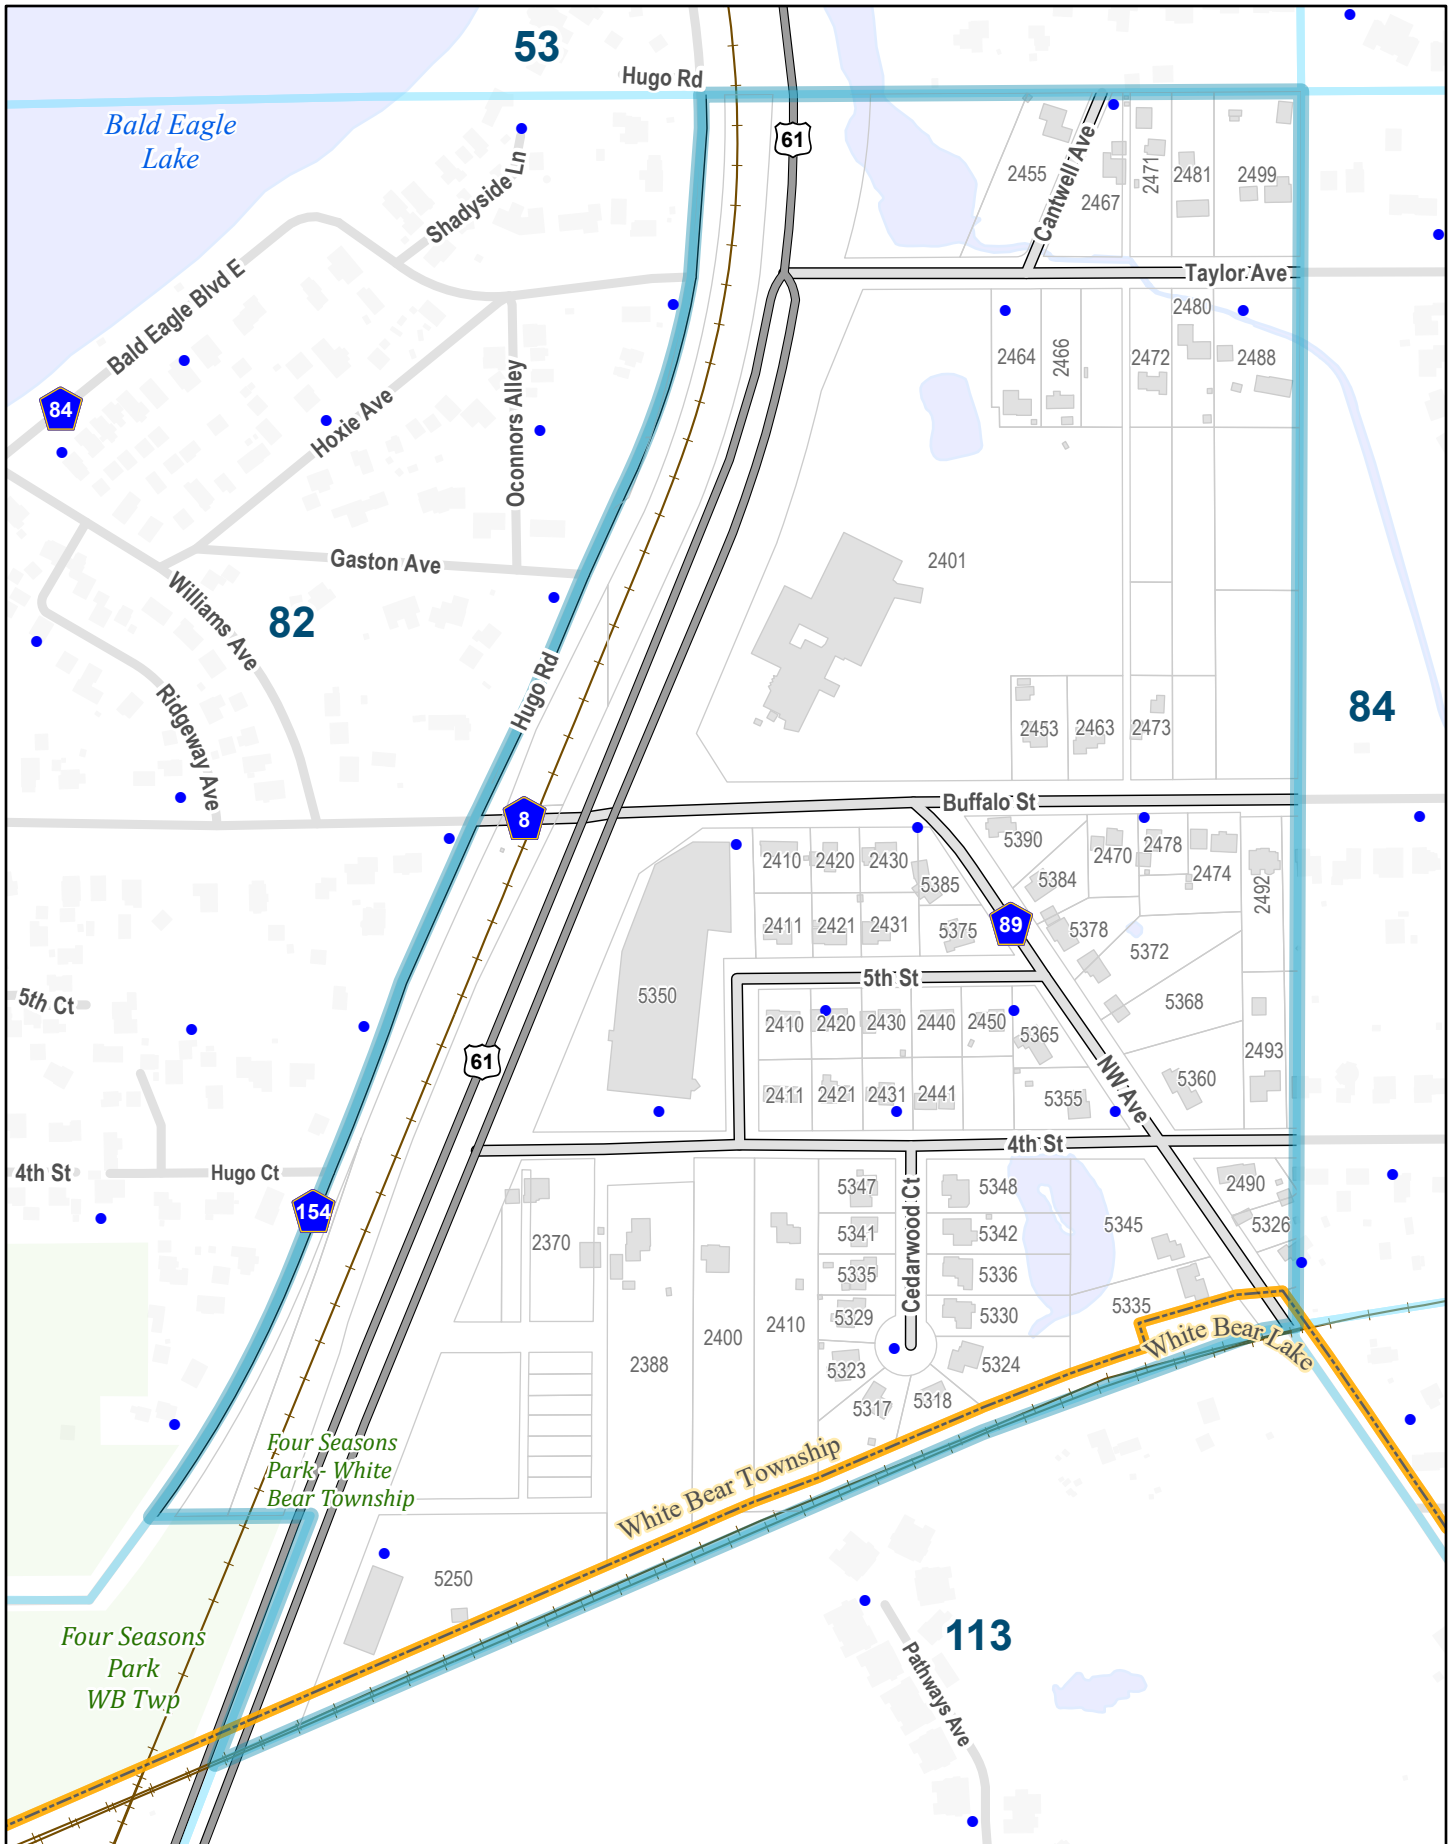 53
Hugo Rd
Bald Eagle
Lake
61
Shadyside Ln
Cantwell Ave
2455
2467
2471
2481
2499
Taylor Ave
Bald Eagle Blvd E
84
Hoxie Ave
Oconnors Alley
2464
2466
2472
2480
2488
Gaston Ave
2401
82
Williams Ave
Ridgeway Ave
Hugo Rd
84
2453
2463
2473
8
Buffalo St
2410
2420
2430
5385
5390
5384
2470
2478
2474
2492
2411
2421
2431
5375
89
5378
5372
5th St
5th Ct
5350
5368
2410
2420
2430
2440
2450
5365
2493
61
2411
2421
2431
2441
5355
NW Ave
5360
4th St
4th St
Hugo Ct
154
2370
5347
5348
Cedarwood Ct
5341
5342
5335
5336
5329
5330
5323
5324
5317
5318
5345
5335
2490
5326
2388
2400
2410
White Bear Lake
Four Seasons
Park - White
Bear Township
White Bear Township
5250
Four Seasons
Park
WB Twp
113
Pathways Ave